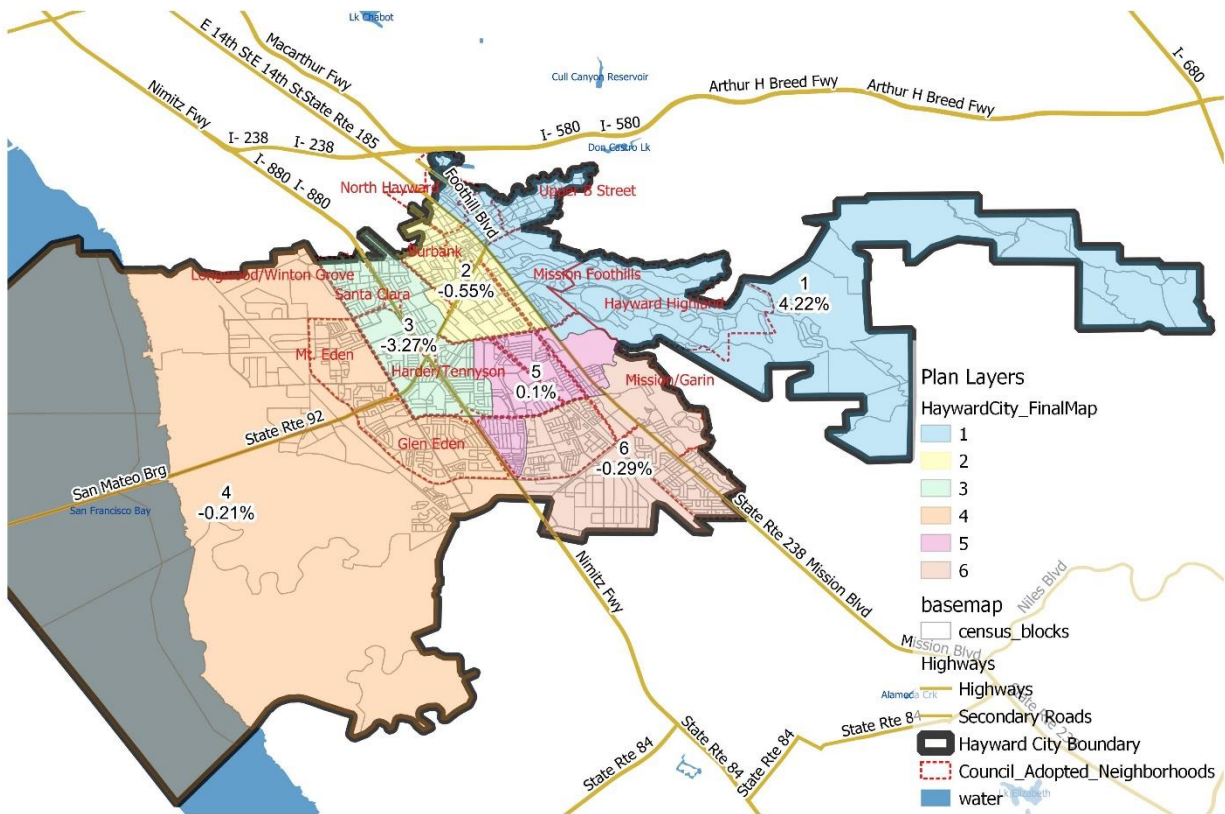 Lk Chabot
E 14th St
E 14th St
State Rte 185
Macarthur Fwy
Nimitz Fwy
I- 680
Cull Canyon Reservoir
Arthur H Breed Fwy
Arthur H Breed Fwy
I- 238
I- 238
I- 580
I- 580
Don Castro Lk
I- 880
I- 880
North Hayward
Foothill Blvd
Upper B Street
Burbank
Longwood/Winton Grove
2
-0.55%
Mission Foothills
Santa Clara
Hayward Highland
1
4.22%
3
-3.27%
Mt. Eden
Harder/Tennyson
5
0.1%
Mission/Garin
State Rte 92
Glen Eden
6
-0.29%
San Mateo Brg
San Francisco Bay
4
-0.21%
State Rte 238
Mission Blvd
Nimitz Fwy
Niles Blvd
Mission Blvd
Alameda Crk
State Rte 84
State Rte 84
State Rte 84
Lk Elizabeth
Plan Layers
HaywardCity_FinalMap
1
2
3
4
5
6
basemap
census_blocks
Highways
Highways
Secondary Roads
Hayward City Boundary
Council_Adopted_Neighborhoods
water